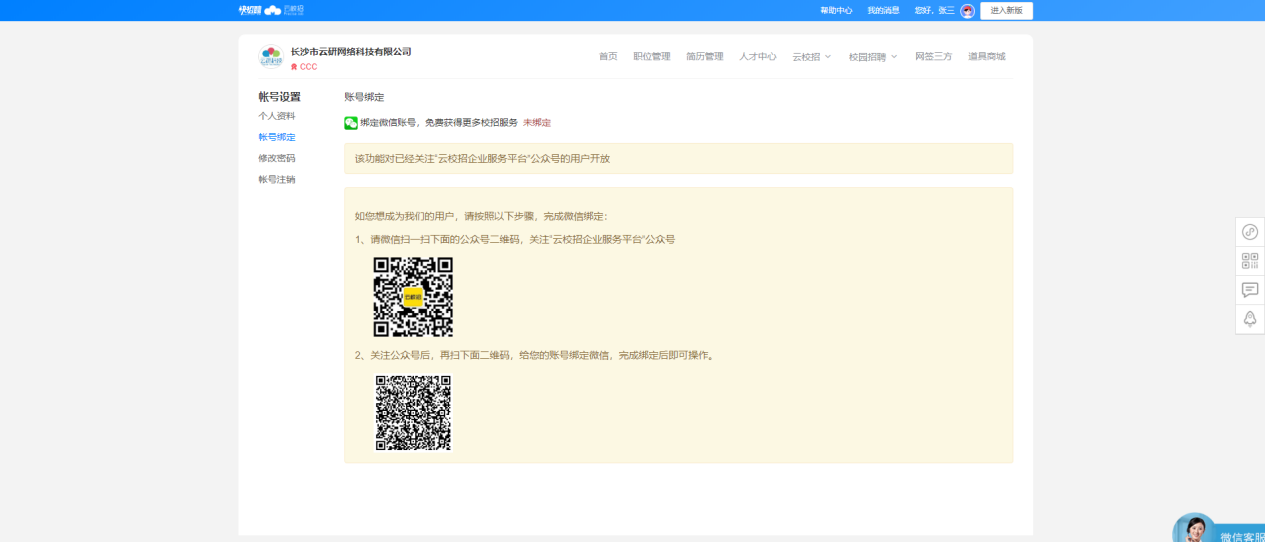 快招聘 云校招
帮助中心 我的消息 您好，张三 进入新版
长沙市云研网络科技有限公司
CCC
首页 职位管理 简历管理 人才中心 云校招 校园招聘 网签三方 道具商城
帐号设置
个人资料
帐号绑定
修改密码
帐号注销
账号绑定
绑定微信账号，免费获得更多校招服务 未绑定
该功能对已经关注"云校招企业服务平台"公众号的用户开放
如您想成为我们的用户，请按照以下步骤，完成微信绑定：
1、请微信扫一扫下面的公众号二维码，关注"云校招企业服务平台"公众号
云校招
2、关注公众号后，再扫下面二维码，给您的账号绑定微信，完成绑定后即可操作。
微信客服